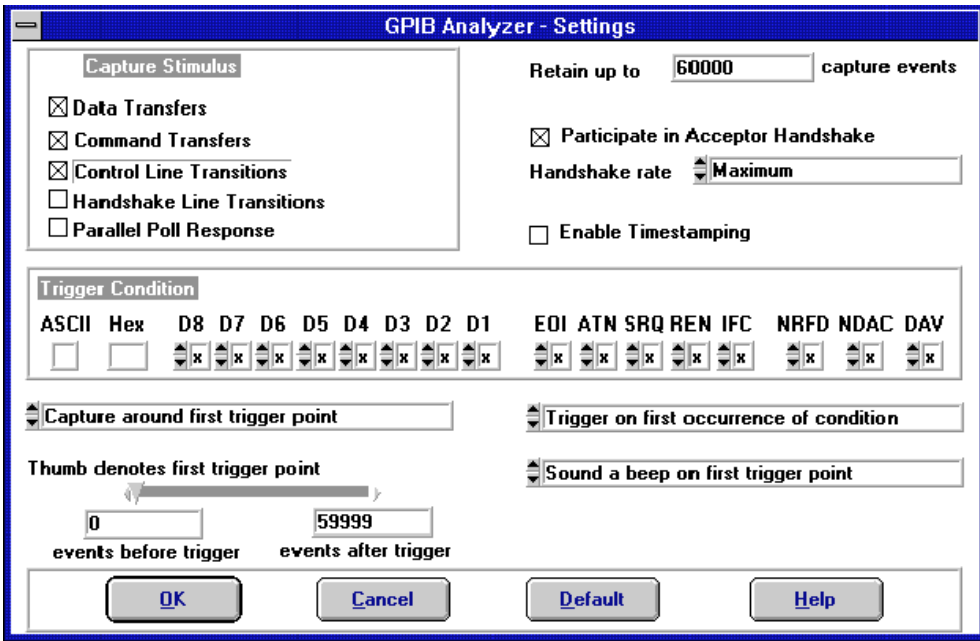 GPIB Analyzer - Settings
Capture Stimulus
Data Transfers
Command Transfers
Control Line Transitions
Handshake Line Transitions
Parallel Poll Response
Retain up to 60000 capture events
Participate in Acceptor Handshake
Handshake rate Maximum
Enable Timestamping
Trigger Condition
ASCII Hex D8 D7 D6 D5 D4 D3 D2 D1 EOI ATN SRQ REN IFC NRFD NDAC DAV
x x x x x x x x x x x x x x x x
Capture around first trigger point
Trigger on first occurrence of condition
Thumb denotes first trigger point
Sound a beep on first trigger point
0 59999
events before trigger events after trigger
OK Cancel Default Help